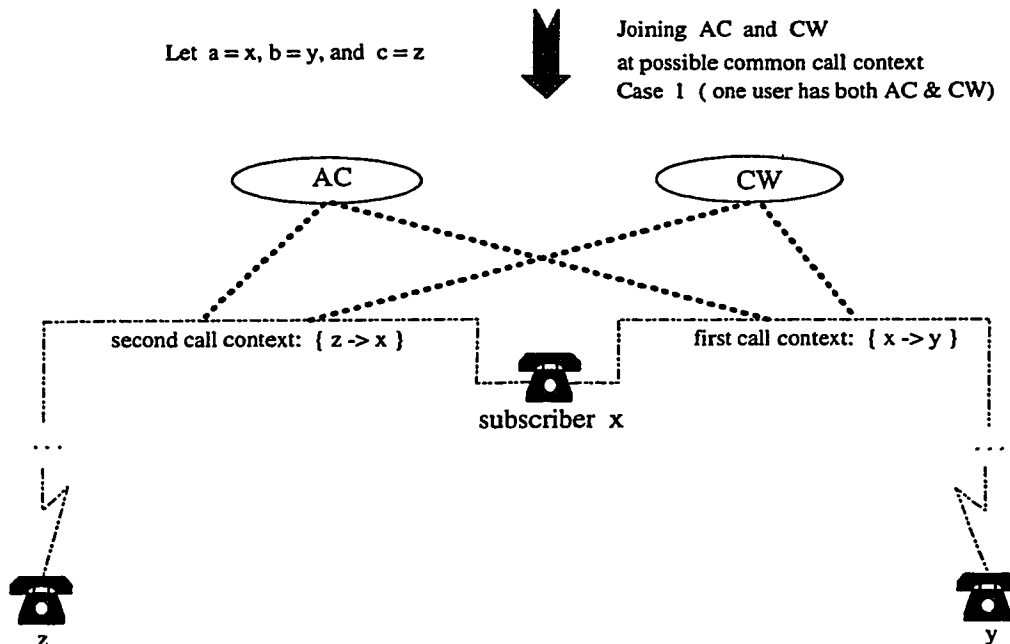 Let a = x, b = y, and c = z
Joining AC and CW
at possible common call context
Case 1 ( one user has both AC & CW)
AC
CW
second call context: { z -> x }
first call context: { x -> y }
subscriber x
...
...
z
y